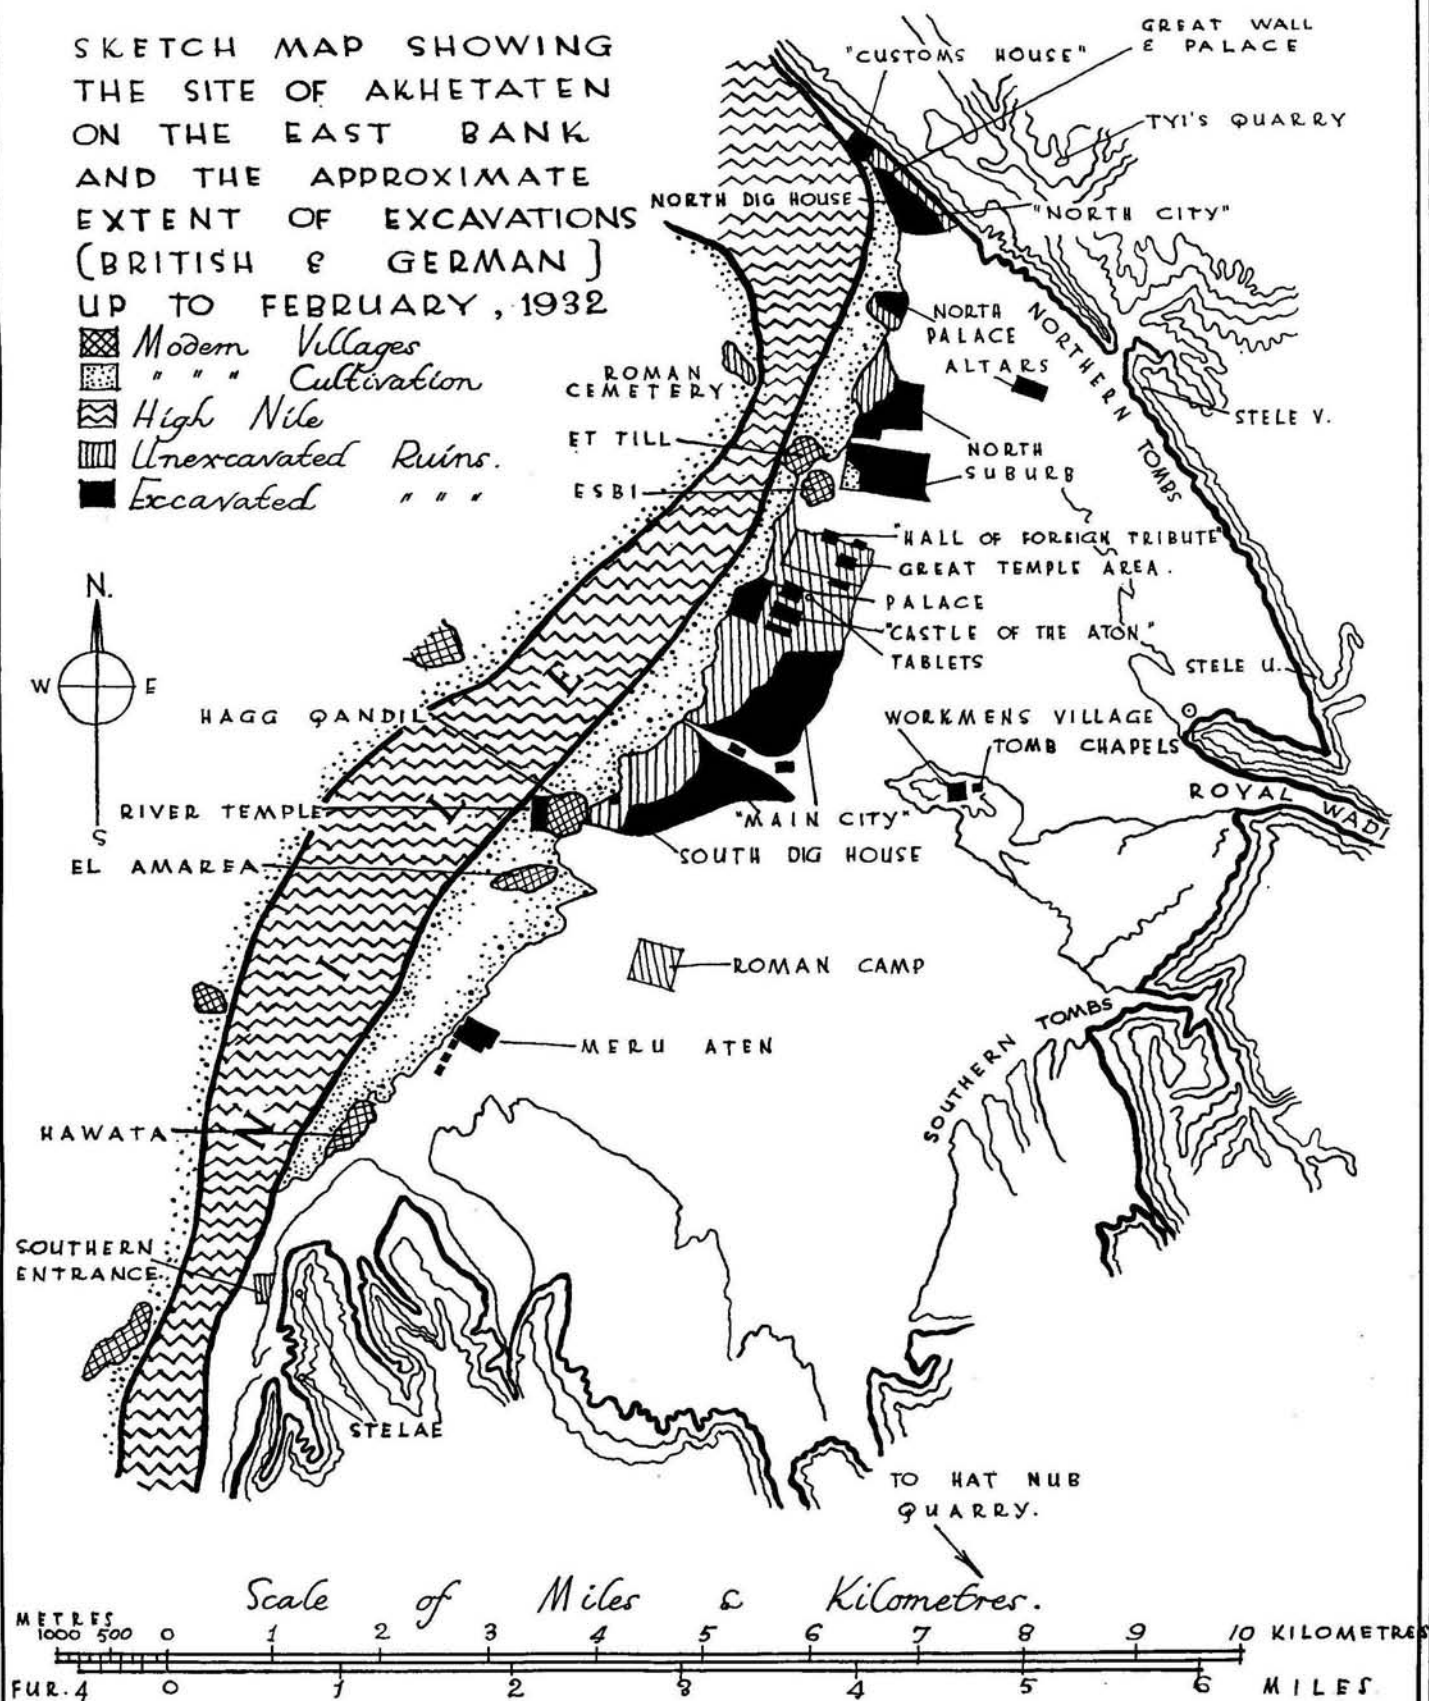 SKETCH MAP SHOWING
THE SITE OF AKHETATEN
ON THE EAST BANK
AND THE APPROXIMATE
EXTENT OF EXCAVATIONS
(BRITISH & GERMAN)
UP TO FEBRUARY, 1932
Modern Villages
" " " Cultivation
High Nile
Unexcavated Ruins.
Excavated " " "
GREAT WALL
& PALACE
"CUSTOMS HOUSE"
TYI'S QUARRY
NORTH DIG HOUSE
"NORTH CITY"
NORTH
PALACE
ALTARS
NORTHERN TOMBS
ROMAN
CEMETERY
STELE V.
ET TILL
NORTH
SUBURB
ESBI
"HALL OF FOREIGN TRIBUTE"
GREAT TEMPLE AREA.
PALACE
"CASTLE OF THE ATON."
TABLETS
STELE U.
N.
W E
S
HAGG QANDIL
WORKMENS VILLAGE
TOMB CHAPELS
ROYAL WADI
RIVER TEMPLE
"MAIN CITY"
SOUTH DIG HOUSE
EL AMAREA
NILE
ROMAN CAMP
SOUTHERN TOMBS
MERU ATEN
HAWATA
SOUTHERN
ENTRANCE
STELAE
TO HAT NUB
QUARRY.
Scale of Miles & Kilometres.
METRES
1000 500 0 1 2 3 4 5 6 7 8 9 10 KILOMETRES
FUR. 4 0 1 2 3 4 5 6 MILES